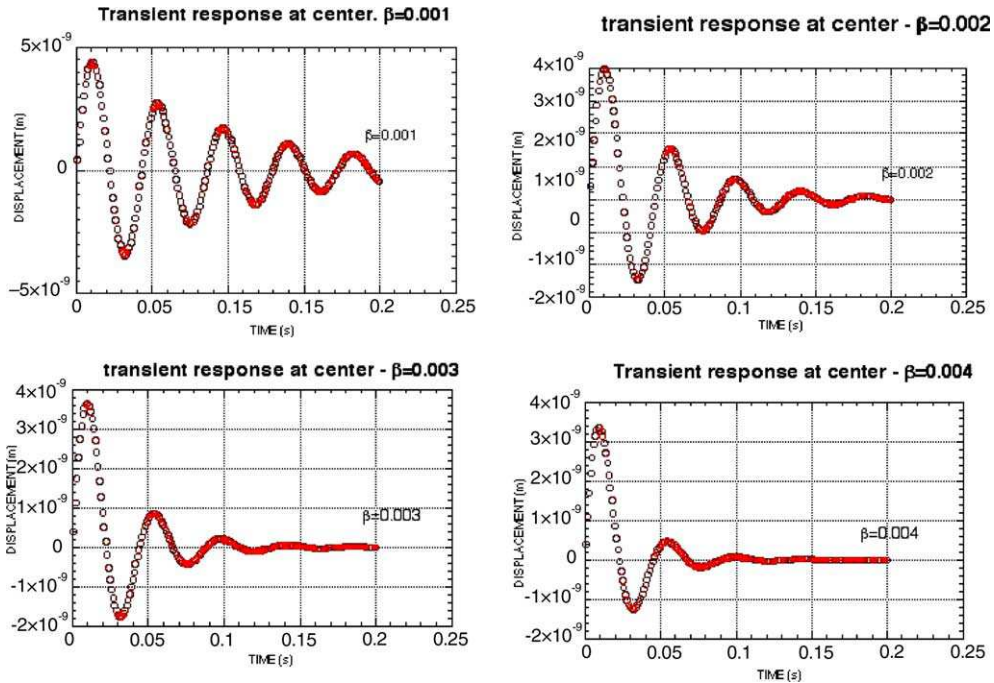 Transient response at center. β=0.001
5×10⁻⁹
0
−5×10⁻⁹
DISPLACEMENT(m)
β=0.001
0 0.05 0.1 0.15 0.2 0.25
TIME (s)
transient response at center - β=0.002
4×10⁻⁹
3×10⁻⁹
2×10⁻⁹
1×10⁻⁹
0
-1×10⁻⁹
-2×10⁻⁹
DISPLACEMENT(m)
β=0.002
0 0.05 0.1 0.15 0.2 0.25
TIME (s)
transient response at center - β=0.003
4×10⁻⁹
3×10⁻⁹
2×10⁻⁹
1×10⁻⁹
0
-1×10⁻⁹
-2×10⁻⁹
DISPLACEMENT(m)
β=0.003
0 0.05 0.1 0.15 0.2 0.25
TIME (s)
Transient response at center - β=0.004
4×10⁻⁹
3×10⁻⁹
2×10⁻⁹
1×10⁻⁹
0
-1×10⁻⁹
-2×10⁻⁹
DISPLACEMENT(m)
β=0.004
0 0.05 0.1 0.15 0.2 0.25
TIME (s)